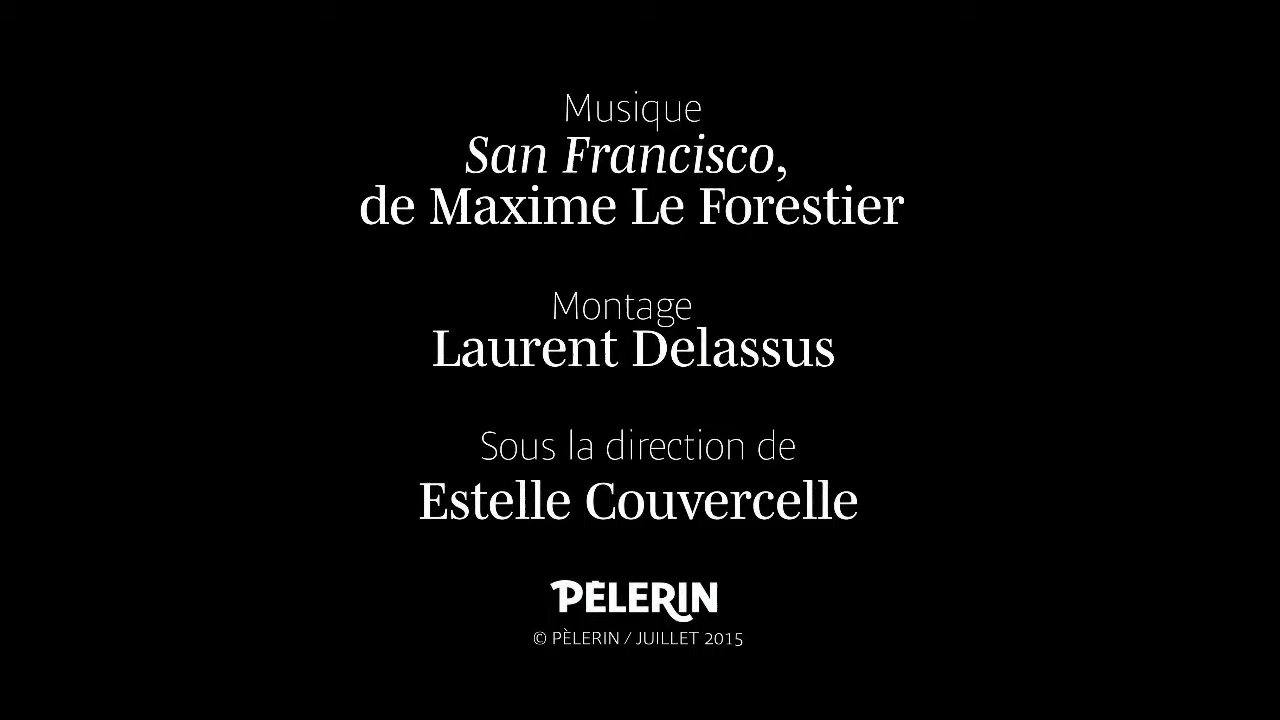 Musique
San Francisco,
de Maxime Le Forestier
Montage
Laurent Delassus
Sous la direction de
Estelle Couvercelle
PÈLERIN
© PÈLERIN / JUILLET 2015